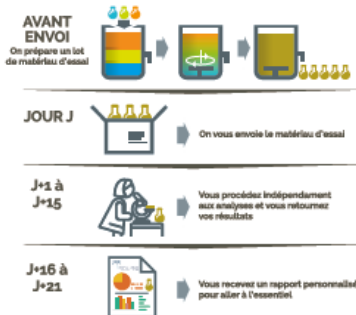 AVANT
ENVOI
On prépare un lot
de matériau d'essai
JOUR J
On vous envoie le matériau d'essai
J+1 à
J+15
Vous procédez indépendament
aux analyses et vous retournez
vos résultats
J+16 à
J+21
Vous recevez un rapport personnalisé
pour aller à l'essentiel